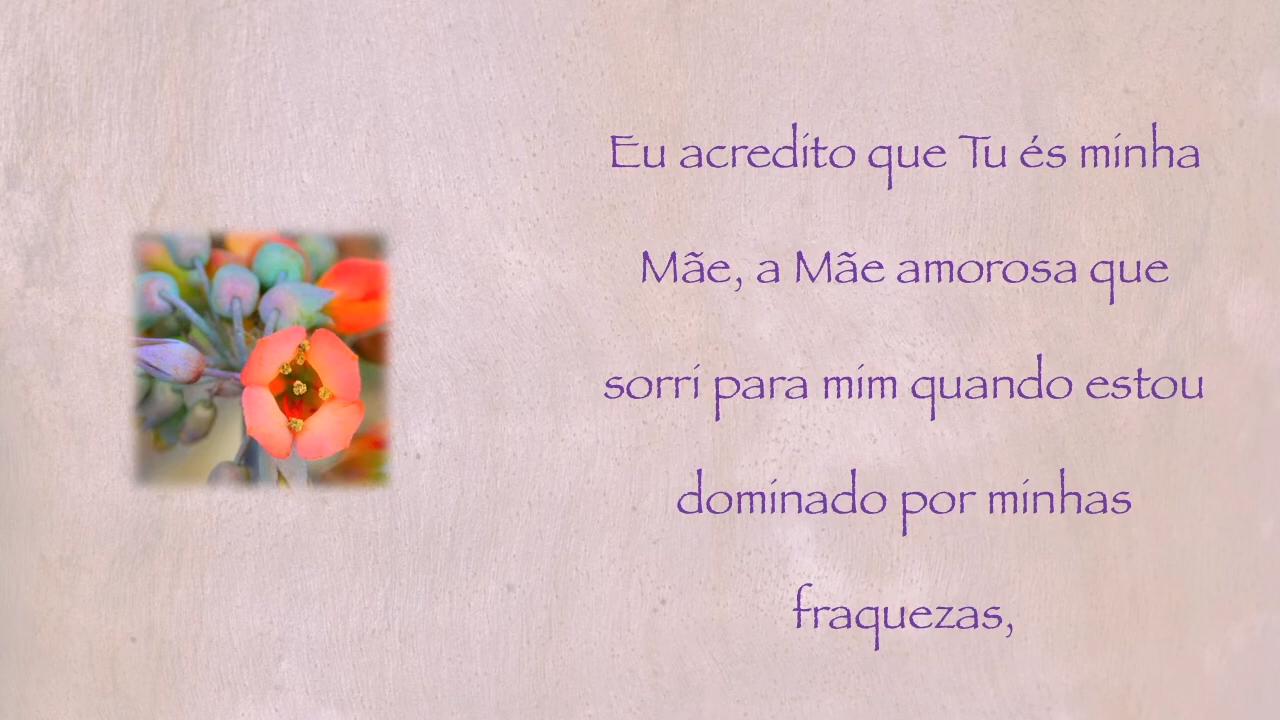 Eu acredito que Tu és minha
Mãe, a Mãe amorosa que
sorri para mim quando estou
dominado por minhas
fraquezas,